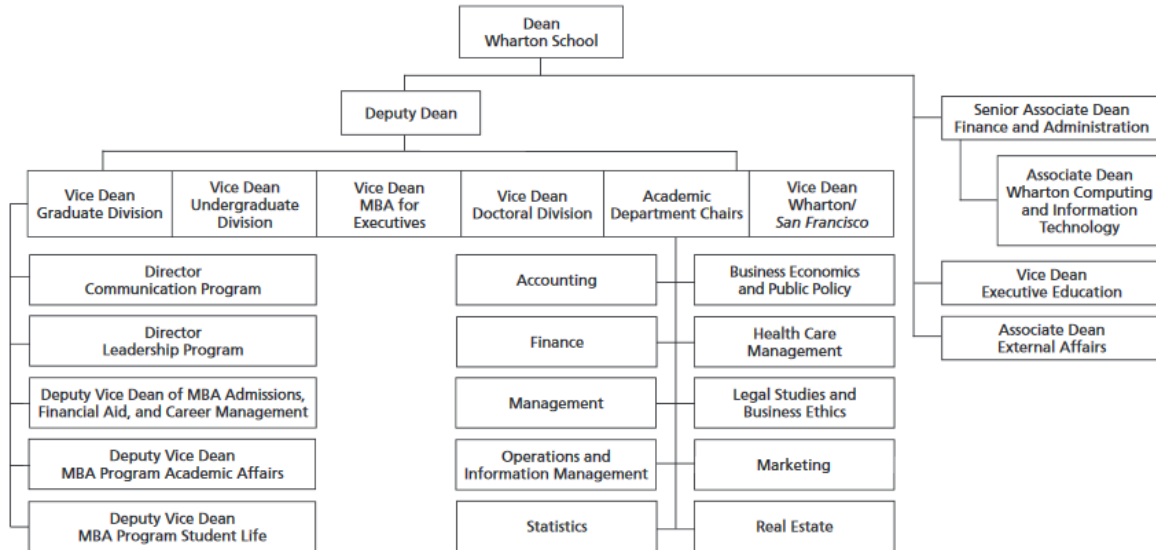 Dean
Wharton School
Deputy Dean
Senior Associate Dean
Finance and Administration
Associate Dean
Wharton Computing
and Information
Technology
Vice Dean
Executive Education
Associate Dean
External Affairs
Vice Dean
Graduate Division
Vice Dean
Undergraduate
Division
Vice Dean
MBA for
Executives
Vice Dean
Doctoral Division
Academic
Department Chairs
Vice Dean
Wharton/
San Francisco
Director
Communication Program
Director
Leadership Program
Deputy Vice Dean of MBA Admissions,
Financial Aid, and Career Management
Deputy Vice Dean
MBA Program Academic Affairs
Deputy Vice Dean
MBA Program Student Life
Accounting
Business Economics
and Public Policy
Finance
Health Care
Management
Management
Legal Studies and
Business Ethics
Operations and
Information Management
Marketing
Statistics
Real Estate